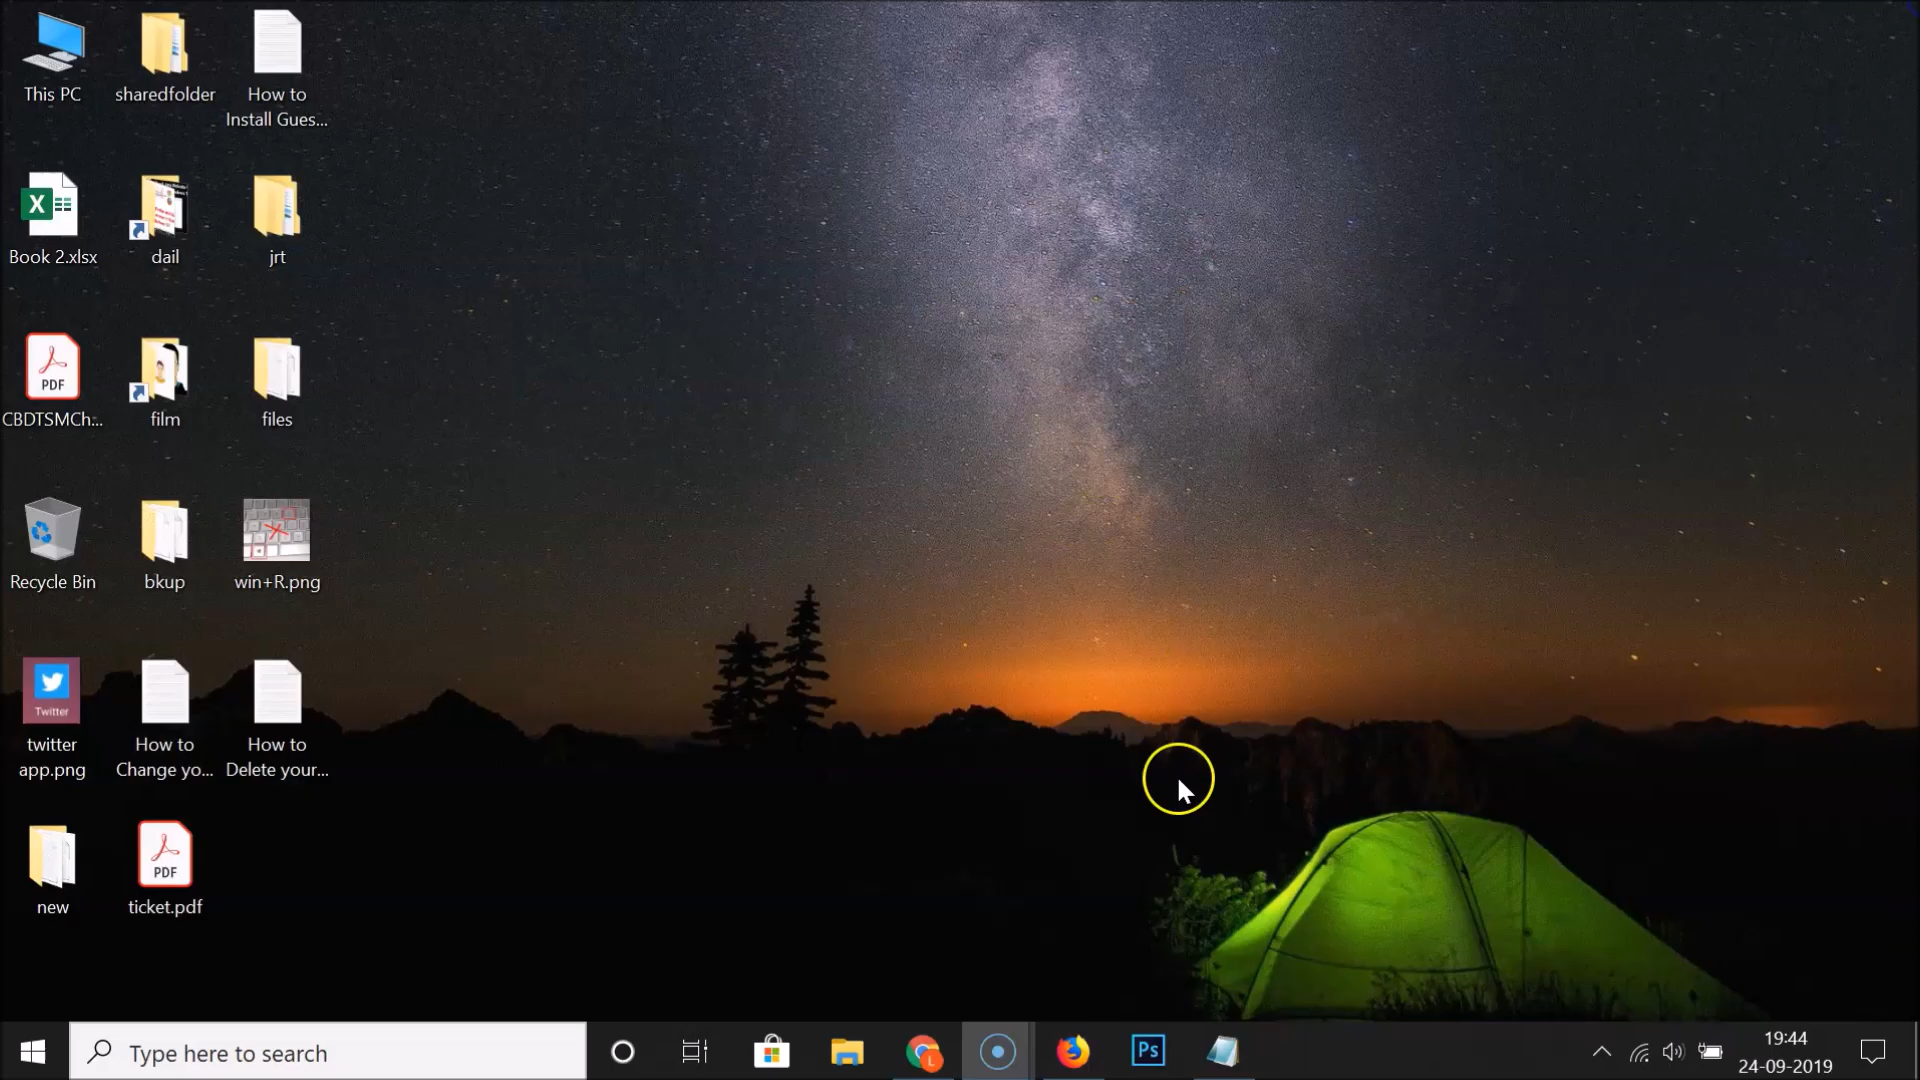 This PC
sharedfolder
How to
Install Gues...
Book 2.xlsx
dail
jrt
PDF
CBDTSMCh...
film
files
Recycle Bin
bkup
win+R.png
Twitter
twitter
app.png
How to
Change yo...
How to
Delete your...
new
PDF
ticket.pdf
Type here to search
L
Ps
19:44
24-09-2019